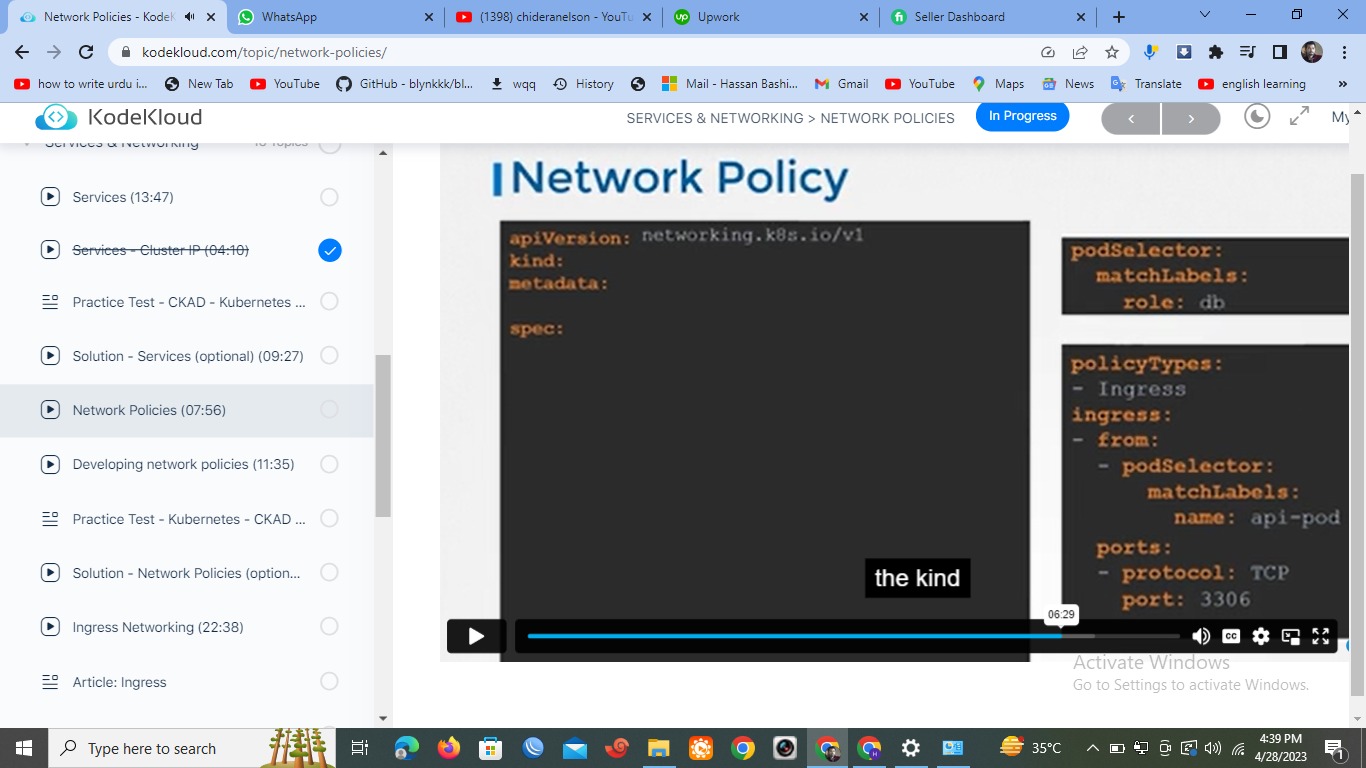 Network Policies - KodeK
WhatsApp
(1398) chideranelson - YouTu
Upwork
Seller Dashboard
kodekloud.com/topic/network-policies/
how to write urdu i...
New Tab
YouTube
GitHub - blynkkk/bl...
wqq
History
Mail - Hassan Bashi...
Gmail
YouTube
Maps
News
Translate
english learning
»
KodeKloud
SERVICES & NETWORKING > NETWORK POLICIES
In Progress
My
Services & Networking
Topics
Services (13:47)
Services - Cluster IP (04:10)
Practice Test - CKAD - Kubernetes ...
Solution - Services (optional) (09:27)
Network Policies (07:56)
Developing network policies (11:35)
Practice Test - Kubernetes - CKAD ...
Solution - Network Policies (option...
Ingress Networking (22:38)
Article: Ingress
Network Policy
apiVersion: networking.k8s.io/v1
kind:
metadata:
spec:
podSelector:
matchLabels:
role: db
policyTypes:
- Ingress
ingress:
- from:
- podSelector:
matchLabels:
name: api-pod
ports:
- protocol: TCP
port: 3306
the kind
06:29
CC
Activate Windows
Go to Settings to activate Windows.
Type here to search
35°C
4:39 PM
4/28/2023
1